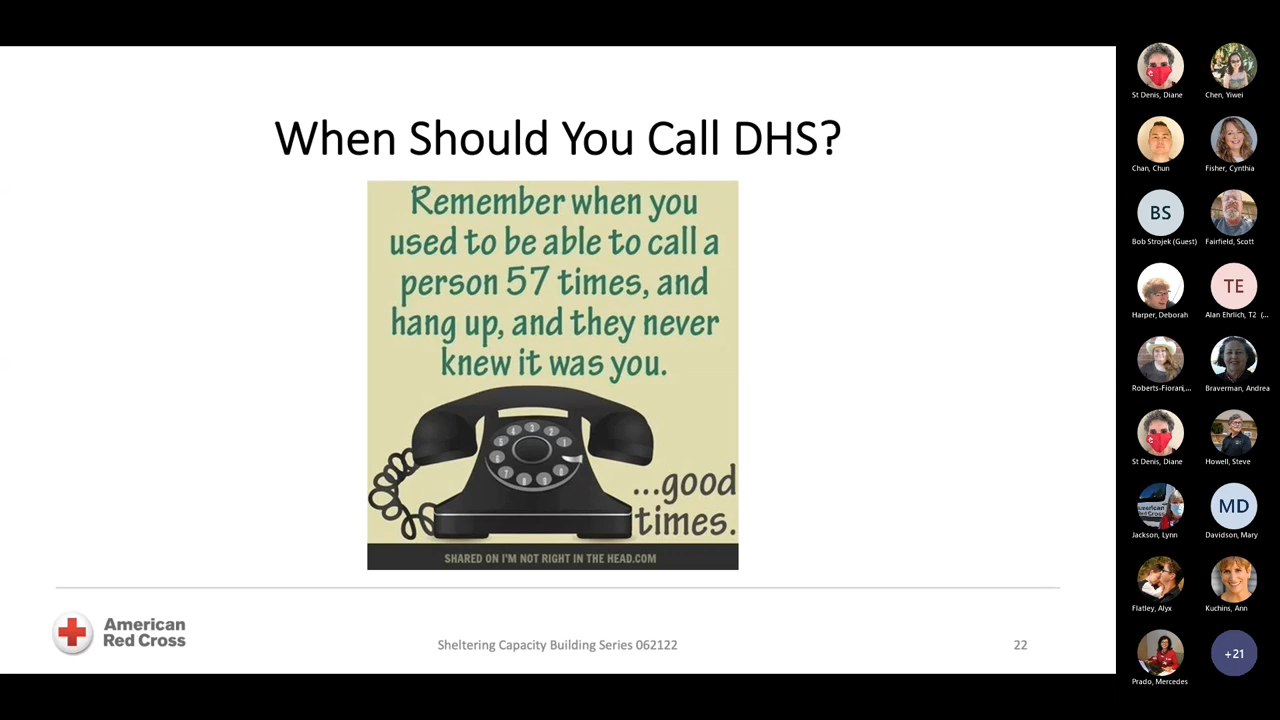 When Should You Call DHS?
Remember when you
used to be able to call a
person 57 times, and
hang up, and they never
knew it was you.
...good
times.
SHARED ON I'M NOT RIGHT IN THE HEAD.COM
American
Red Cross
Sheltering Capacity Building Series 062122
22
St Denis, Diane
Chen, Yiwei
Chan, Chun
Fisher, Cynthia
BS
Bob Strojek (Guest)
Fairfield, Scott
Harper, Deborah
TE
Alan Ehrlich, T2 (...
Roberts-Fiorani,...
Braverman, Andrea
St Denis, Diane
Howell, Steve
Jackson, Lynn
MD
Davidson, Mary
Flatley, Alyx
Kuchins, Ann
Prado, Mercedes
+21